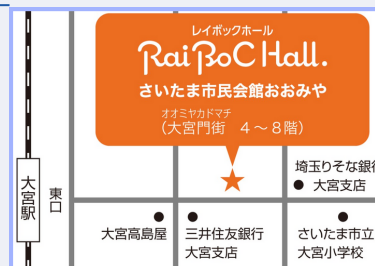 レイボックホール
RaiBoC Hall.
さいたま市民会館おおみや
オオミヤカドマチ
（大宮門街 4～8階）
埼玉りそな銀行
● 大宮支店
大宮駅
東口
大宮高島屋
三井住友銀行
大宮支店
さいたま市立
大宮小学校